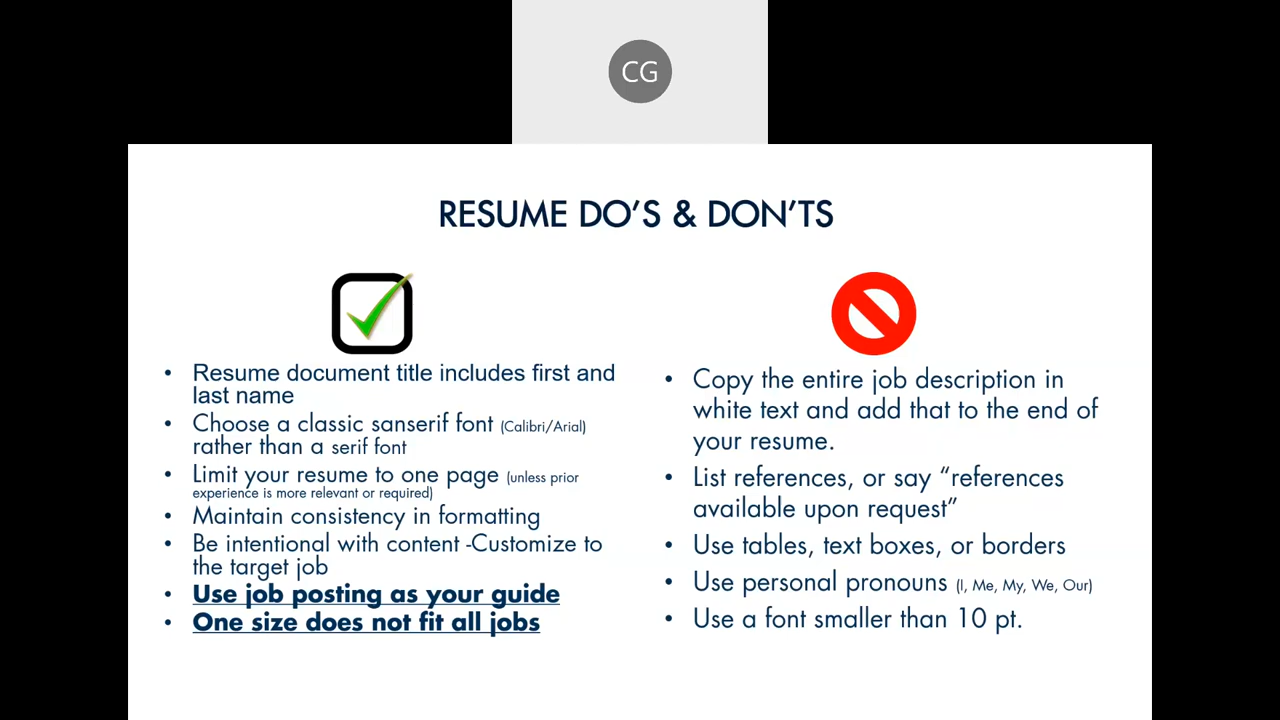 CG
RESUME DO’S & DON’TS
• Resume document title includes first and
last name
• Choose a classic sanserif font (Calibri/Arial)
rather than a serif font
• Limit your resume to one page (unless prior
experience is more relevant or required)
• Maintain consistency in formatting
• Be intentional with content -Customize to
the target job
• Use job posting as your guide
• One size does not fit all jobs
• Copy the entire job description in
white text and add that to the end of
your resume.
• List references, or say “references
available upon request”
• Use tables, text boxes, or borders
• Use personal pronouns (I, Me, My, We, Our)
• Use a font smaller than 10 pt.